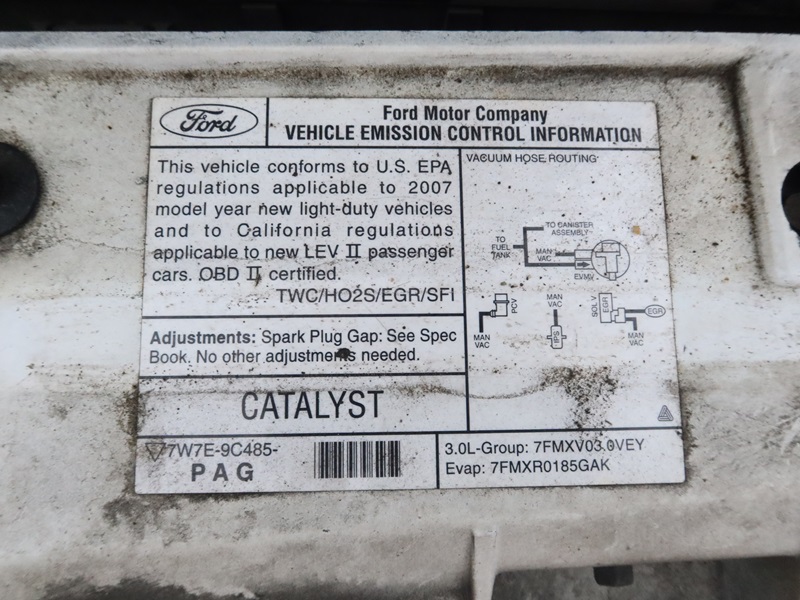 Ford
Ford Motor Company
VEHICLE EMISSION CONTROL INFORMATION
This vehicle conforms to U.S. EPA
regulations applicable to 2007
model year new light-duty vehicles
and to California regulations
applicable to new LEV II passenger
cars. OBD II certified.
TWC/HO2S/EGR/SFI
Adjustments: Spark Plug Gap: See Spec
Book. No other adjustments needed.
CATALYST
7W7E-9C485-
PAG
VACUUM HOSE ROUTING
TO CANISTER
ASSEMBLY
TO
FUEL
TANK
MAN
VAC
EVMV
PCV
MAN
VAC
MAN
VAC
IFS
SOL V
EGR
EGR
MAN
VAC
3.0L-Group: 7FMXV03.0VEY
Evap: 7FMXR0185GAK